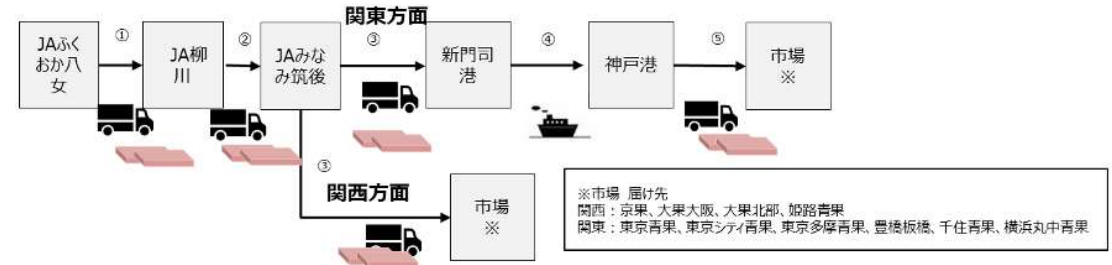 関東方面
JAふく
おか八
女
①
JA柳
川
②
JAみな
み筑後
③
新門司
港
④
神戸港
⑤
市場
※
③
関西方面
市場
※
※市場 届け先
関西：京果、大果大阪、大果北部、姫路青果
関東：東京青果、東京シティ青果、東京多摩青果、豊橋板橋、千住青果、横浜丸中青果